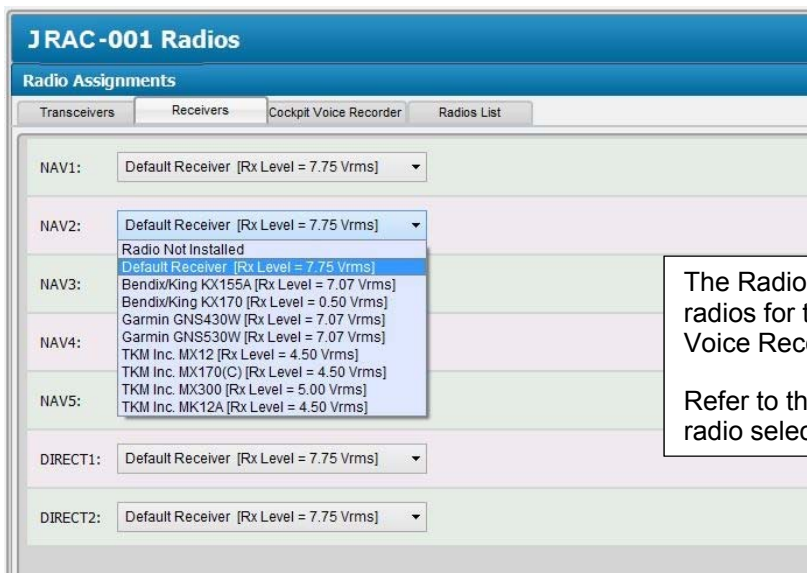 JRAC-001 Radios
Radio Assignments
Transceivers Receivers Cockpit Voice Recorder Radios List
NAV1: Default Receiver [Rx Level = 7.75 Vrms]
NAV2: Default Receiver [Rx Level = 7.75 Vrms]
Radio Not Installed
Default Receiver [Rx Level = 7.75 Vrms]
Bendix/King KX155A [Rx Level = 7.07 Vrms]
Bendix/King KX170 [Rx Level = 0.50 Vrms]
Garmin GNS430W [Rx Level = 7.07 Vrms]
Garmin GNS530W [Rx Level = 7.07 Vrms]
TKM Inc. MX12 [Rx Level = 4.50 Vrms]
TKM Inc. MX170(C) [Rx Level = 4.50 Vrms]
TKM Inc. MX300 [Rx Level = 5.00 Vrms]
TKM Inc. MK12A [Rx Level = 4.50 Vrms]
NAV3:
NAV4:
NAV5:
DIRECT1: Default Receiver [Rx Level = 7.75 Vrms]
DIRECT2: Default Receiver [Rx Level = 7.75 Vrms]
The Radio
radios for
Voice
Refer to
radio